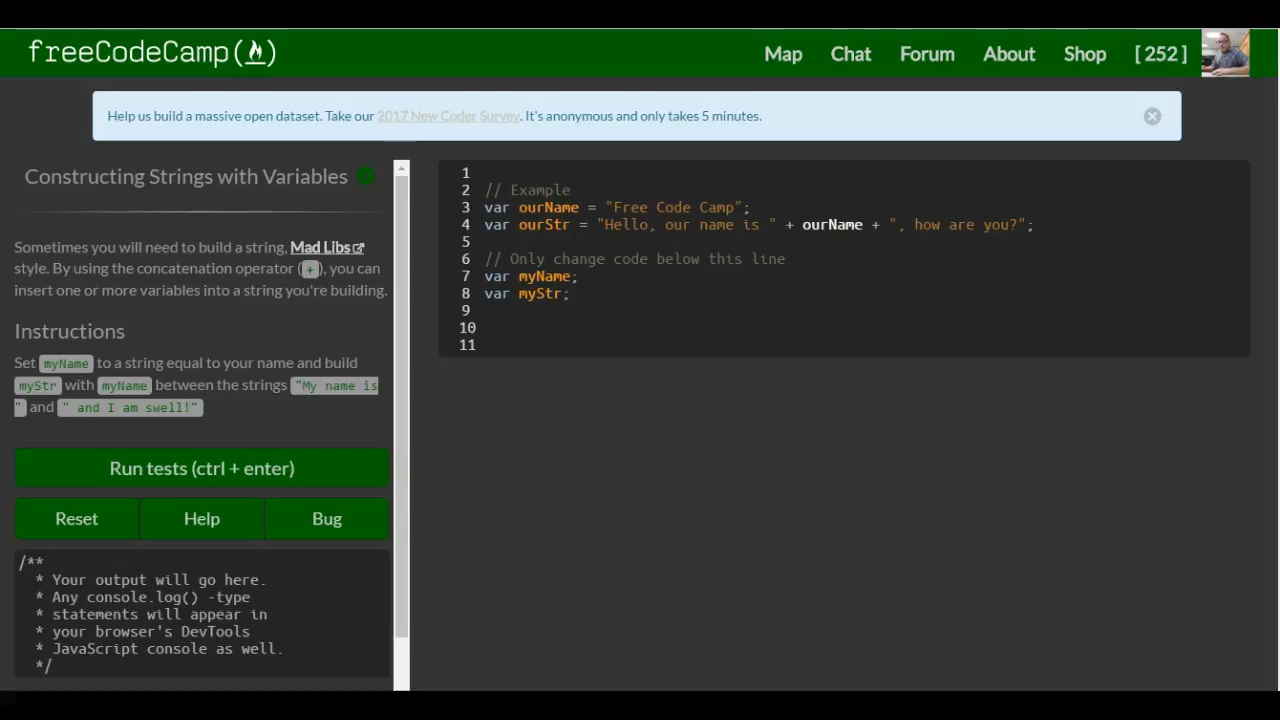 freeCodeCamp(🔥)
Map Chat Forum About Shop [ 252 ]
Help us build a massive open dataset. Take our 2017 New Coder Survey. It's anonymous and only takes 5 minutes.
Constructing Strings with Variables
Sometimes you will need to build a string, Mad Libs
style. By using the concatenation operator ( + ), you can
insert one or more variables into a string you're building.
Instructions
Set myName to a string equal to your name and build
myStr with myName between the strings "My name is
" and " and I am swell!"
Run tests (ctrl + enter)
Reset Help Bug
/**
* Your output will go here.
* Any console.log() -type
* statements will appear in
* your browser's DevTools
* JavaScript console as well.
*/
1
2 // Example
3 var ourName = "Free Code Camp";
4 var ourStr = "Hello, our name is " + ourName + ", how are you?";
5
6 // Only change code below this line
7 var myName;
8 var myStr;
9
10
11